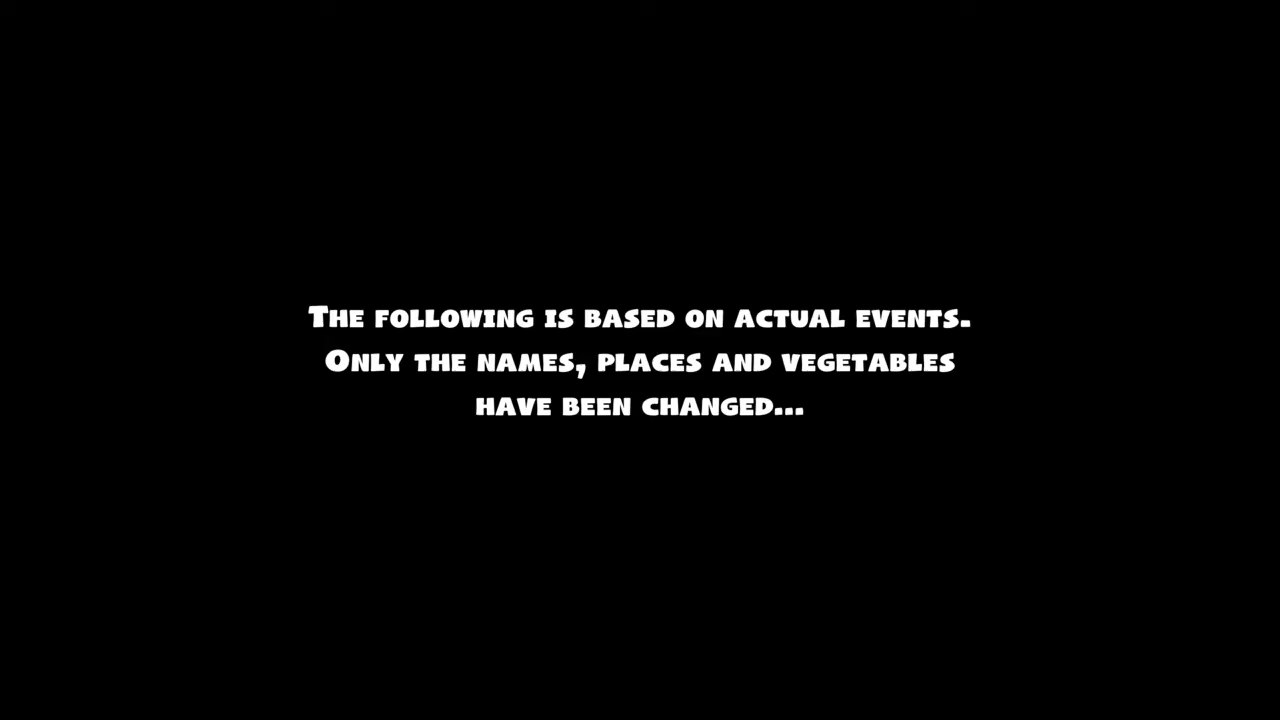 The following is based on actual events.
Only the names, places and vegetables
have been changed...